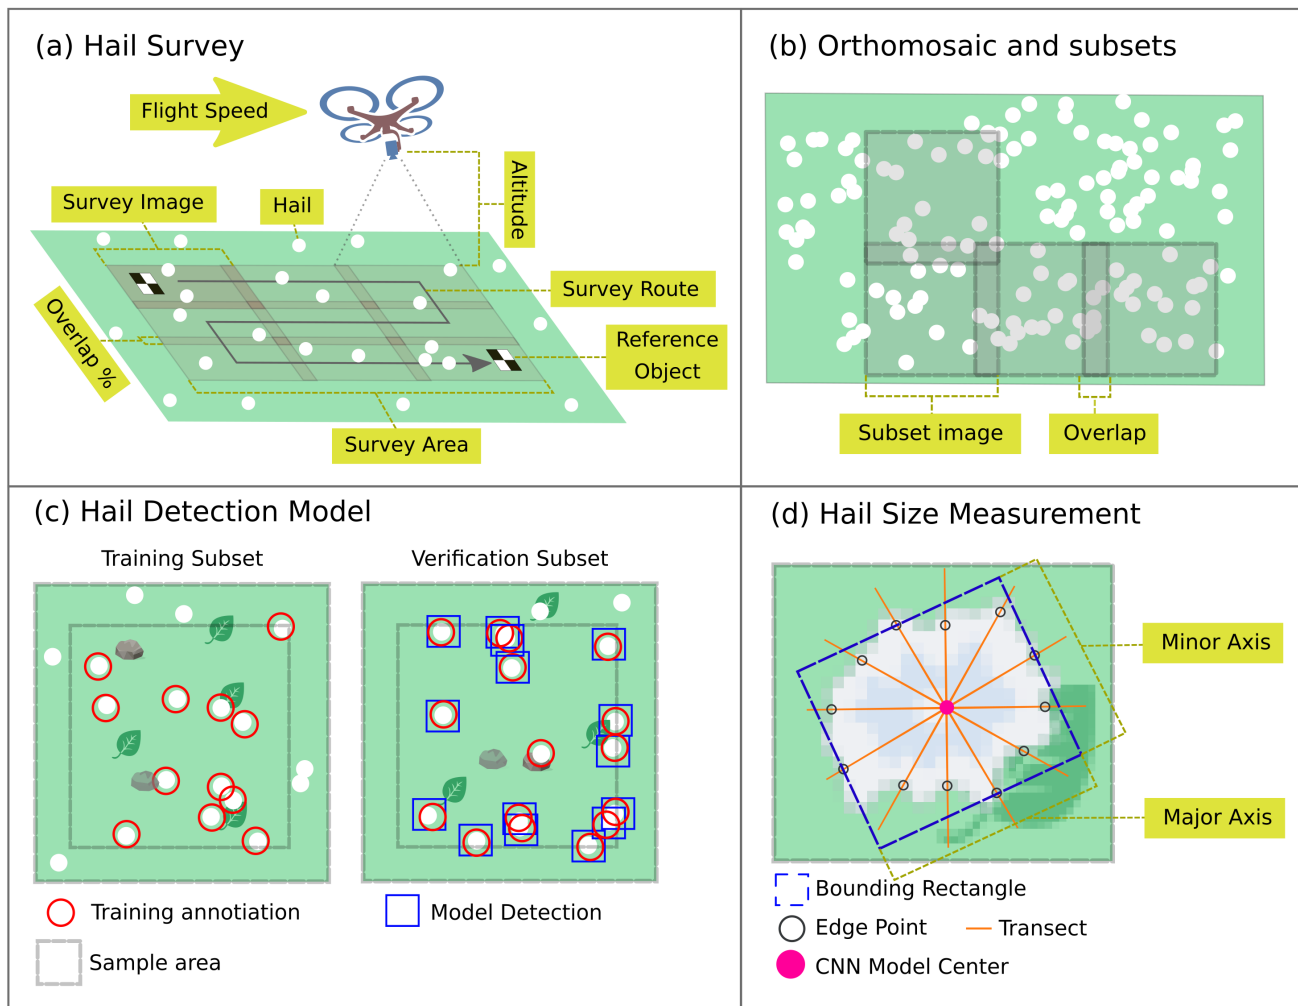 (a) Hail Survey
Flight Speed
Survey Image
Hail
Altitude
Survey Route
Overlap %
Reference
Object
Survey Area
(b) Orthomosaic and subsets
Subset image
Overlap
(c) Hail Detection Model
Training Subset
Verification Subset
Training annotiation
Model Detection
Sample area
(d) Hail Size Measurement
Minor Axis
Major Axis
Bounding Rectangle
Edge Point
Transect
CNN Model Center